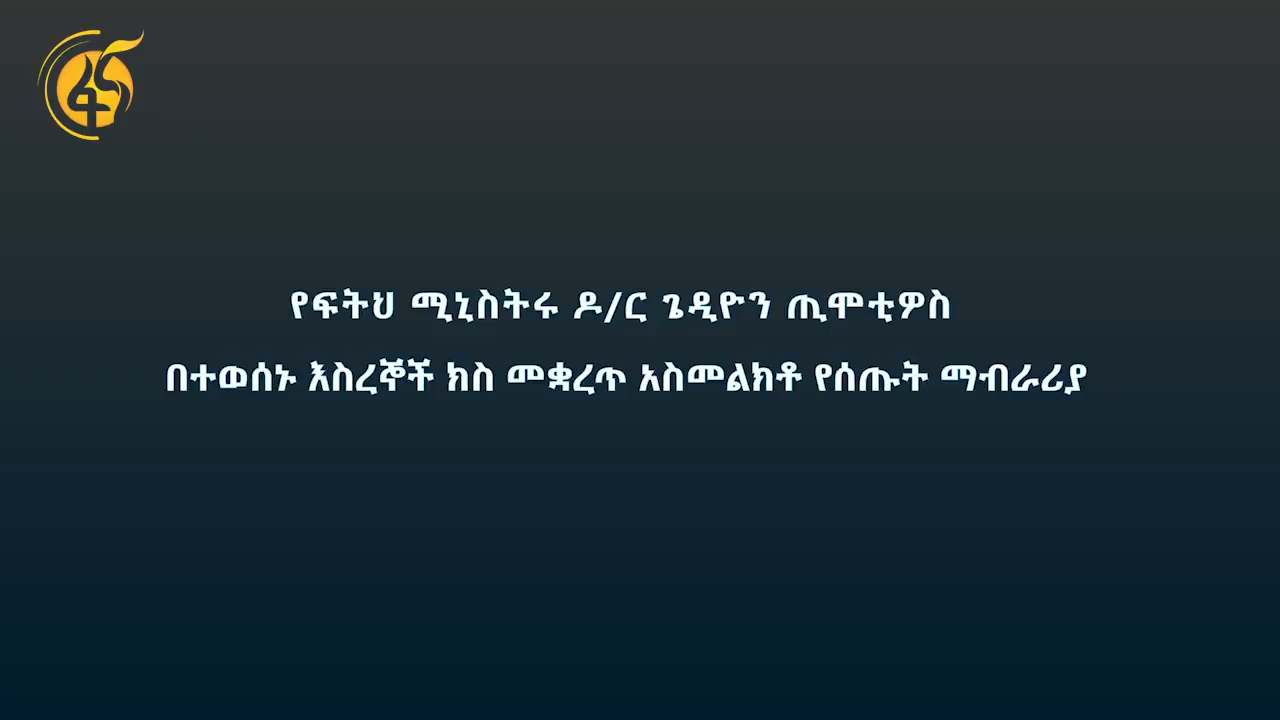 የፍትህ ሚኒስትሩ ዶ/ር ጌዲዮን ጢሞቲዎስ
በተወሰኑ እስረኞች ክስ መቋረጥ አስመልክቶ የሰጡት ማብራሪያ